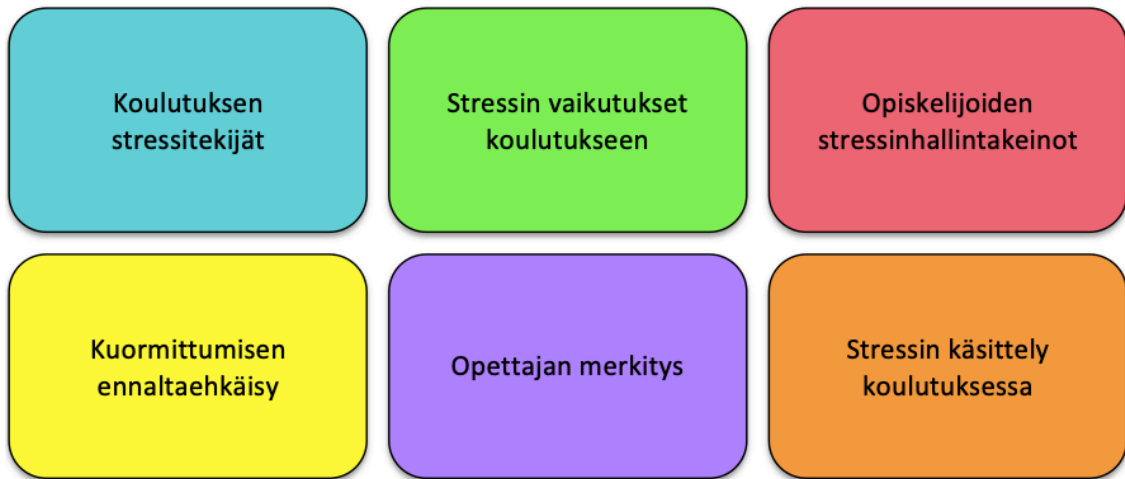 Koulutuksen
stressitekijät
Stressin vaikutukset
koulutukseen
Opiskelijoiden
stressinhallintakeinot
Kuormittumisen
ennaltaehkäisy
Opettajan merkitys
Stressin käsittely
koulutuksessa